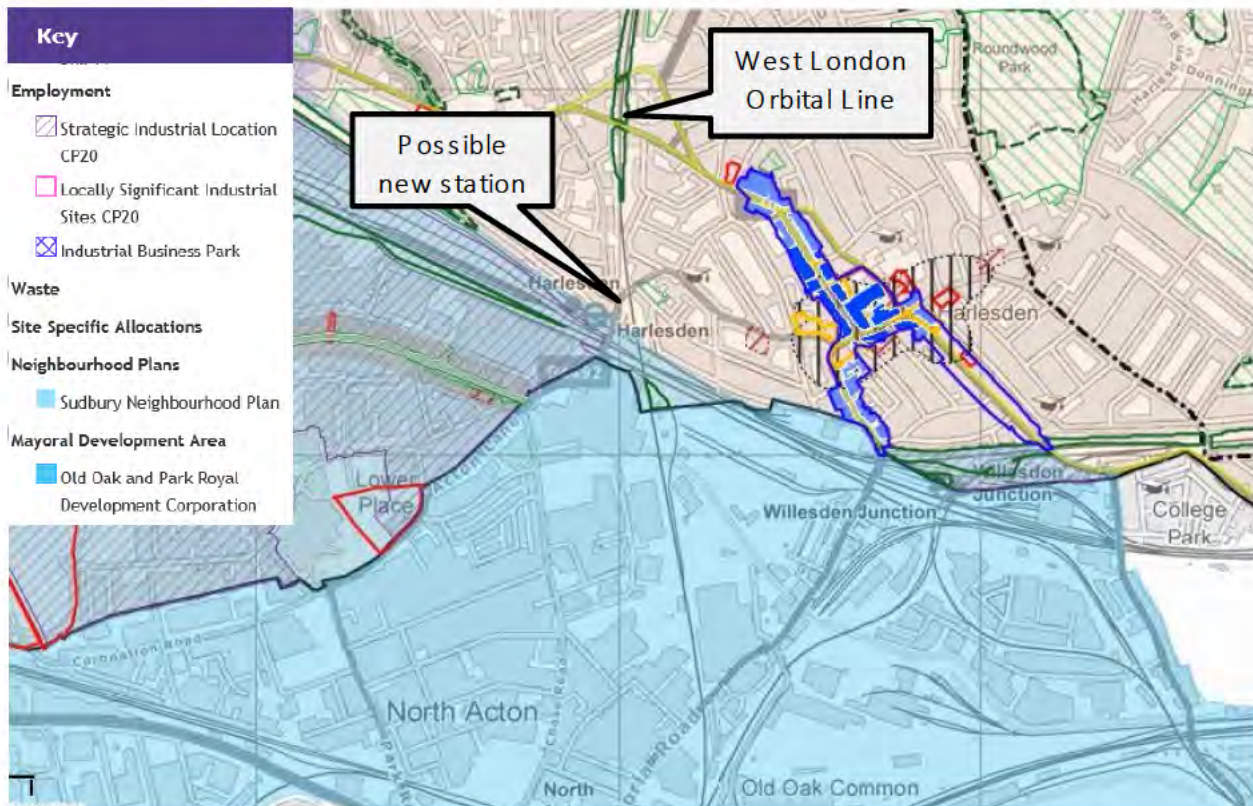 Key
Employment
Strategic Industrial Location
CP20
Locally Significant Industrial
Sites CP20
Industrial Business Park
Waste
Site Specific Allocations
Neighbourhood Plans
Sudbury Neighbourhood Plan
Mayoral Development Area
Old Oak and Park Royal
Development Corporation
West London
Orbital Line
Possible
new station
Roundwood
Park
Harlesden
Harlesden
Harlesden
Lower
Place
Willesden
Junction
Willesden Junction
College
Park
Coronation Road
North Acton
Chase Road
North
Old Oak Common